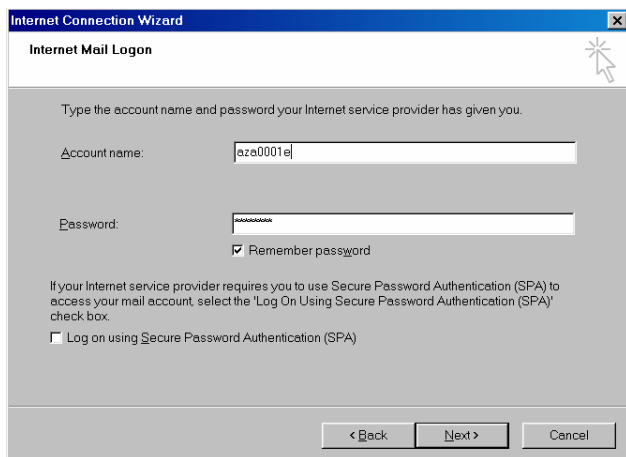 Internet Connection Wizard
Internet Mail Logon
Type the account name and password your Internet service provider has given you.
Account name:
aza0001e
Password:
********
Remember password
If your Internet service provider requires you to use Secure Password Authentication (SPA) to
access your mail account, select the 'Log On Using Secure Password Authentication (SPA)'
check box.
Log on using Secure Password Authentication (SPA)
< Back
Next >
Cancel